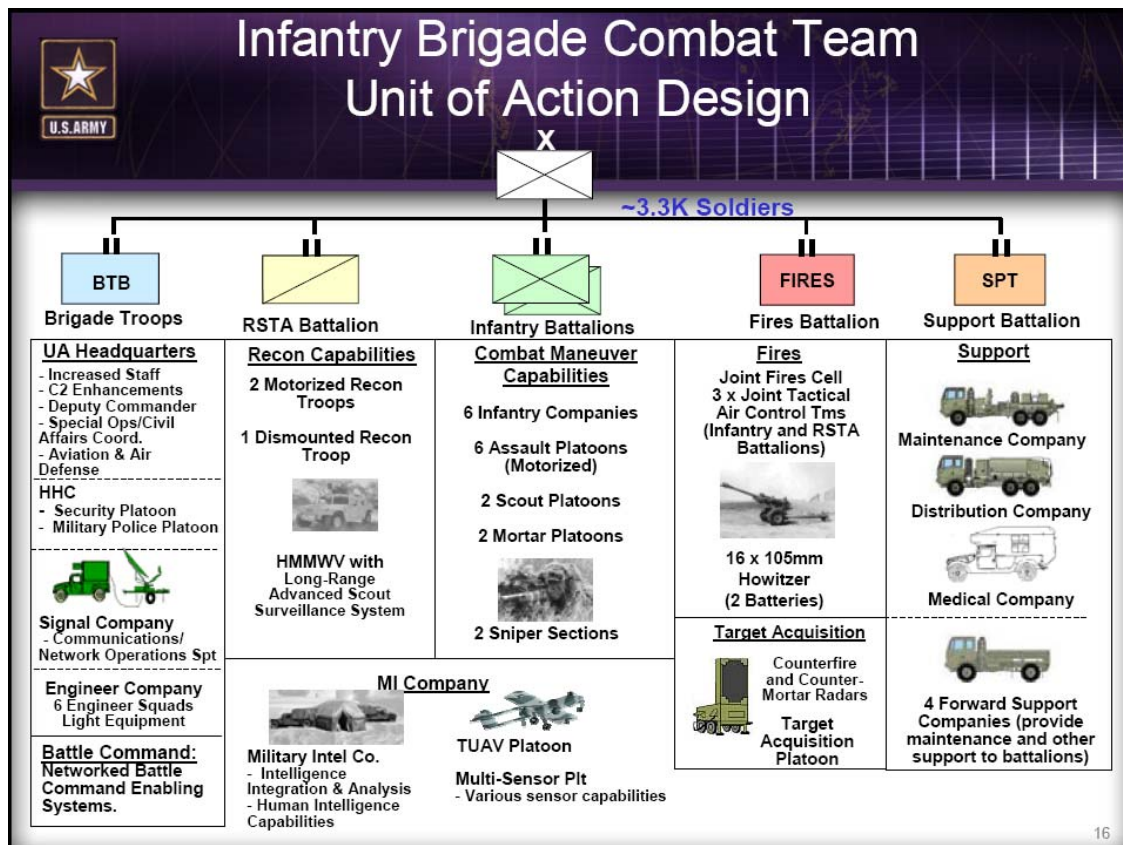 Infantry Brigade Combat Team
Unit of Action Design
U.S.ARMY
X
~3.3K Soldiers
BTB
Brigade Troops
RSTA Battalion
Infantry Battalions
FIRES
Fires Battalion
SPT
Support Battalion
UA Headquarters
- Increased Staff
- C2 Enhancements
- Deputy Commander
- Special Ops/Civil
Affairs Coord.
- Aviation & Air
Defense
HHC
- Security Platoon
- Military Police Platoon
Signal Company
- Communications/
Network Operations Spt
Engineer Company
6 Engineer Squads
Light Equipment
Battle Command:
Networked Battle
Command Enabling
Systems.
Recon Capabilities
2 Motorized Recon
Troops
1 Dismounted Recon
Troop
HMMWV with
Long-Range
Advanced Scout
Surveillance System
Combat Maneuver
Capabilities
6 Infantry Companies
6 Assault Platoons
(Motorized)
2 Scout Platoons
2 Mortar Platoons
2 Sniper Sections
MI Company
Military Intel Co.
- Intelligence
Integration & Analysis
- Human Intelligence
Capabilities
TUAV Platoon
Multi-Sensor Plt
- Various sensor capabilities
Fires
Joint Fires Cell
3 x Joint Tactical
Air Control Tms
(Infantry and RSTA
Battalions)
16 x 105mm
Howitzer
(2 Batteries)
Target Acquisition
Counterfire
and Counter-
Mortar Radars
Target
Acquisition
Platoon
Support
Maintenance Company
Distribution Company
Medical Company
4 Forward Support
Companies (provide
maintenance and other
support to battalions)
16